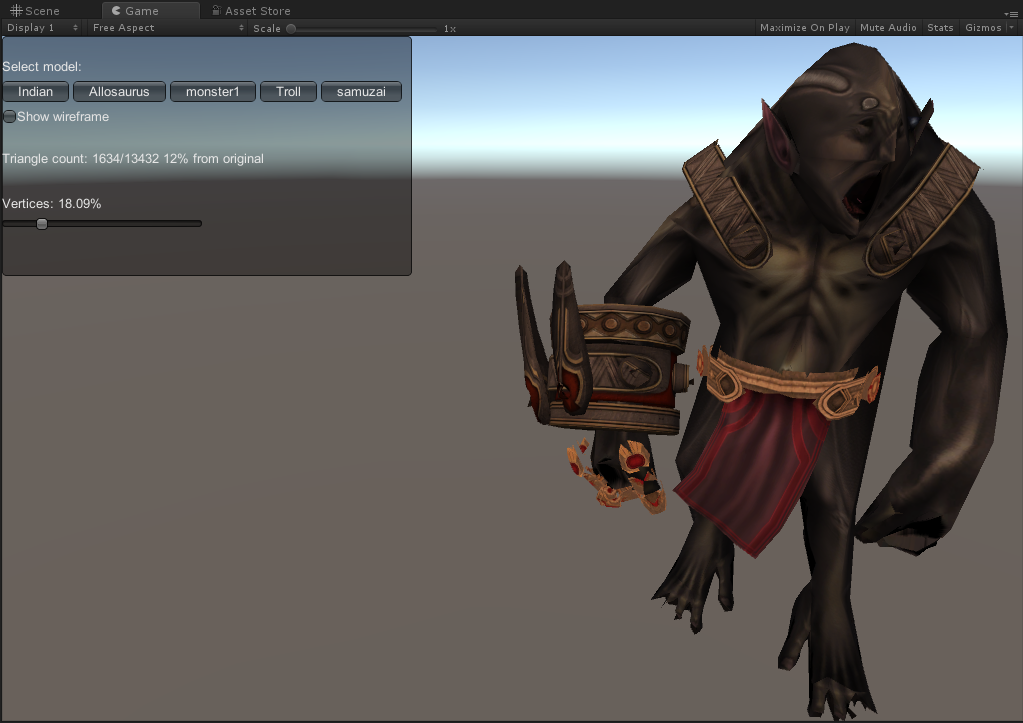 Scene Game Asset Store
Display 1 Free Aspect Scale 1x Maximize On Play Mute Audio Stats Gizmos
Select model:
Indian Allosaurus monster1 Troll samuzai
Show wireframe
Triangle count: 1634/13432 12% from original
Vertices: 18.09%